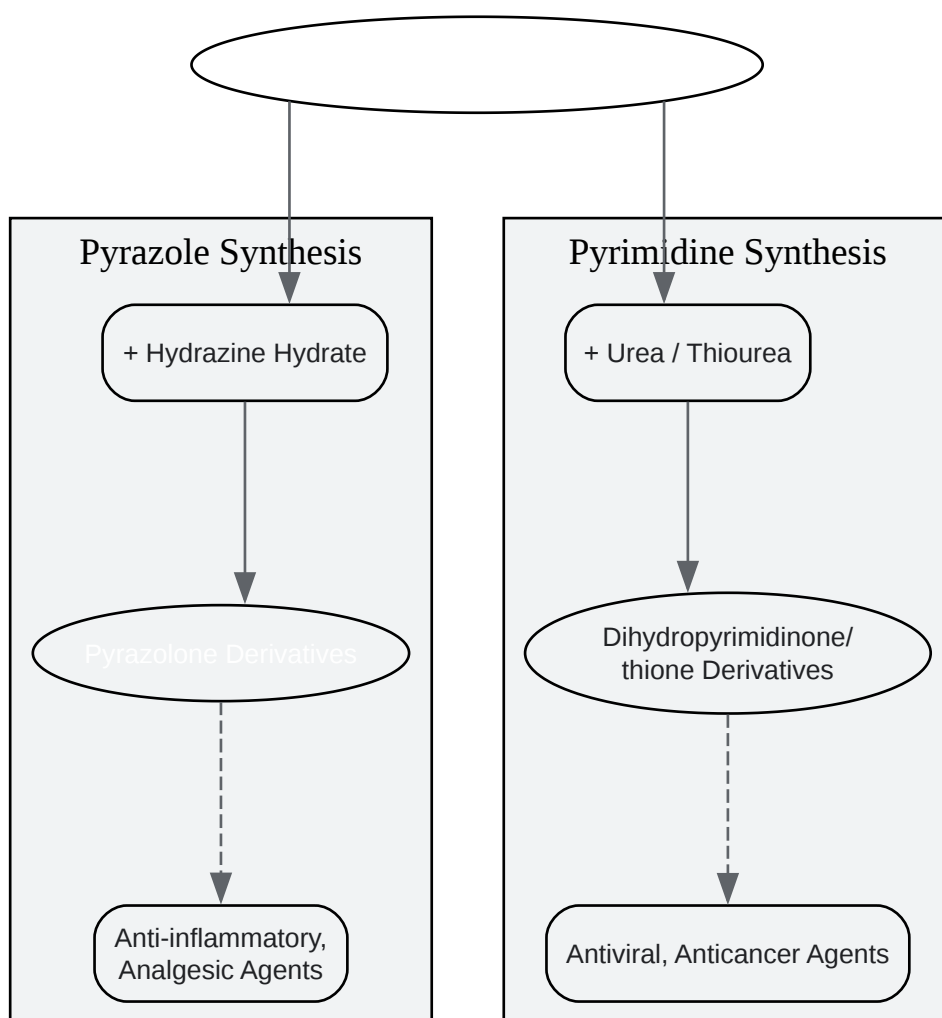 Pyrazole Synthesis
+ Hydrazine Hydrate
Pyrazolone Derivatives
Anti-inflammatory,
Analgesic Agents
Pyrimidine Synthesis
+ Urea / Thiourea
Dihydropyrimidinone/
thione Derivatives
Antiviral, Anticancer Agents